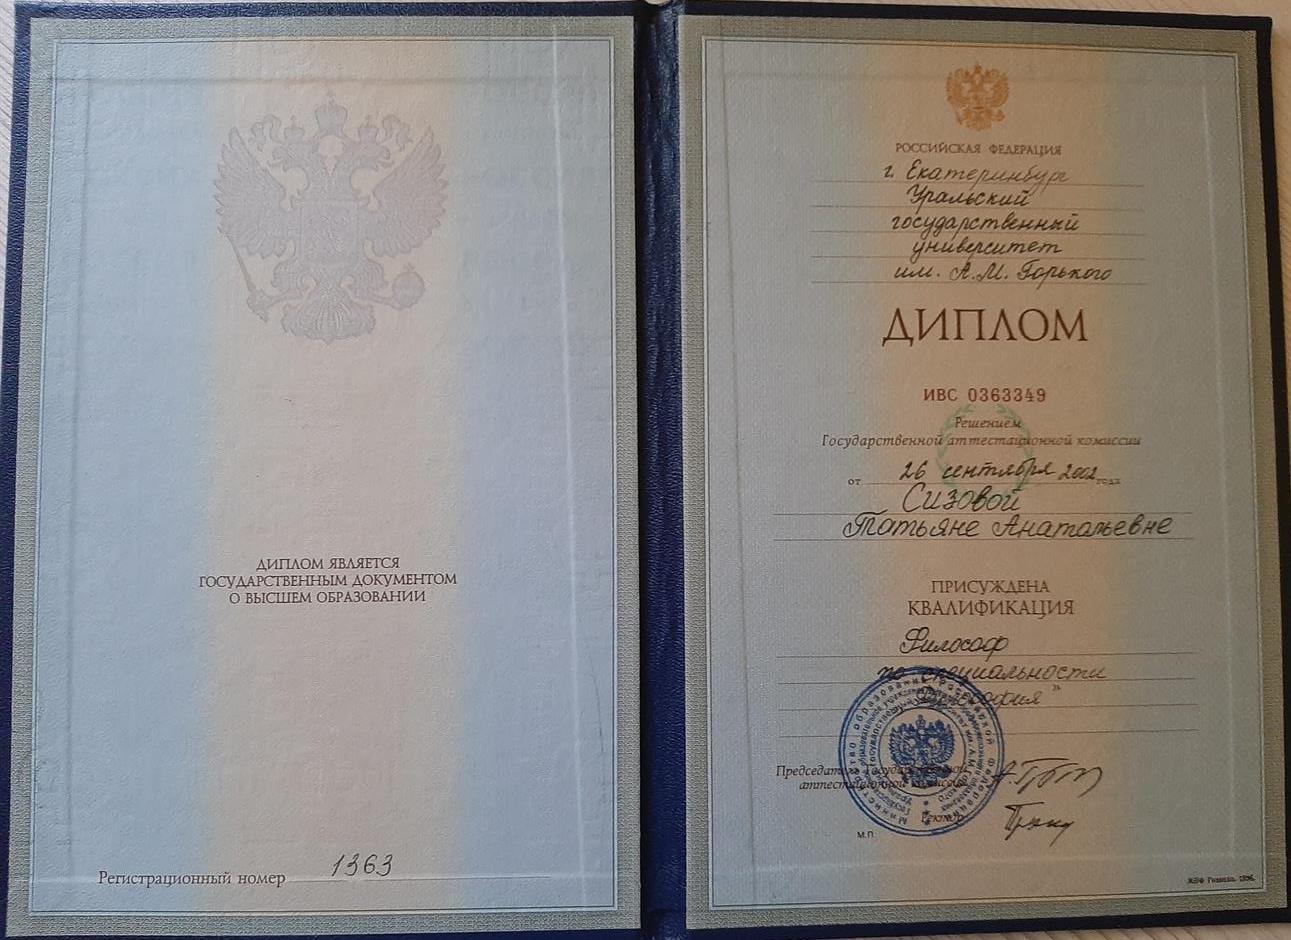 ДИПЛОМ ЯВЛЯЕТСЯ
ГОСУДАРСТВЕННЫМ ДОКУМЕНТОМ
О ВЫСШЕМ ОБРАЗОВАНИИ
Регистрационный номер 1363
РОССИЙСКАЯ ФЕДЕРАЦИЯ
г. Екатеринбург
Уральский
государственный
университет
им. А.М. Горького
ДИПЛОМ
ИВС 0363349
Решением
Государственной аттестационной комиссии
от 26 сентября 2002 года
Сизовой
Татьяне Анатольевне
ПРИСУЖДЕНА
КВАЛИФИКАЦИЯ
Философ
по специальности
Председатель Государственной
аттестационной комиссии
Ректор
М.П.